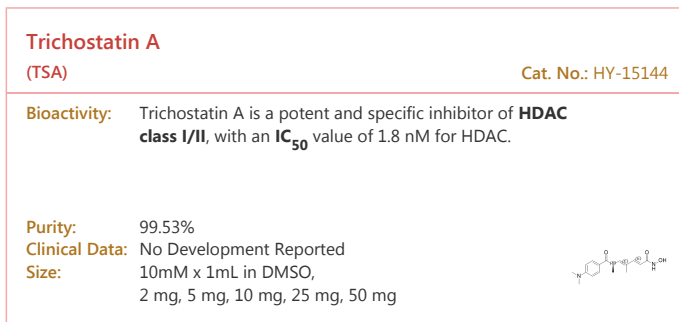 Trichostatin A
(TSA)
Cat. No.: HY-15144
Bioactivity: Trichostatin A is a potent and specific inhibitor of HDAC
class I/II, with an IC50 value of 1.8 nM for HDAC.
Purity: 99.53%
Clinical Data: No Development Reported
Size: 10mM x 1mL in DMSO,
2 mg, 5 mg, 10 mg, 25 mg, 50 mg